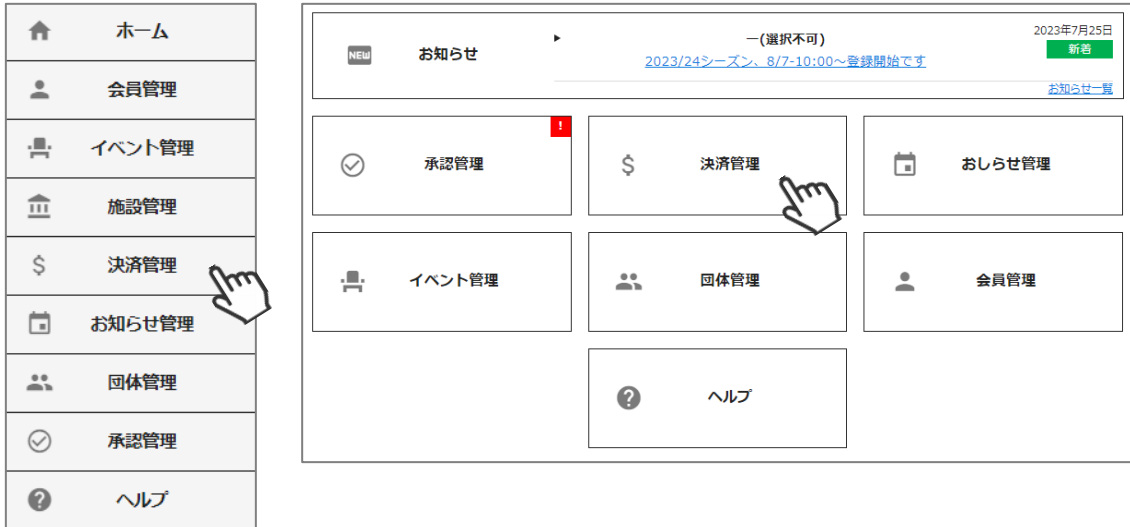 ホーム
会員管理
イベント管理
施設管理
決済管理
お知らせ管理
団体管理
承認管理
ヘルプ
NEW
お知らせ
ー(選択不可)
2023/24シーズン、8/7-10:00～登録開始です
2023年7月25日
新着
お知らせ一覧
!
承認管理
$
決済管理
おしらせ管理
イベント管理
団体管理
会員管理
?
ヘルプ